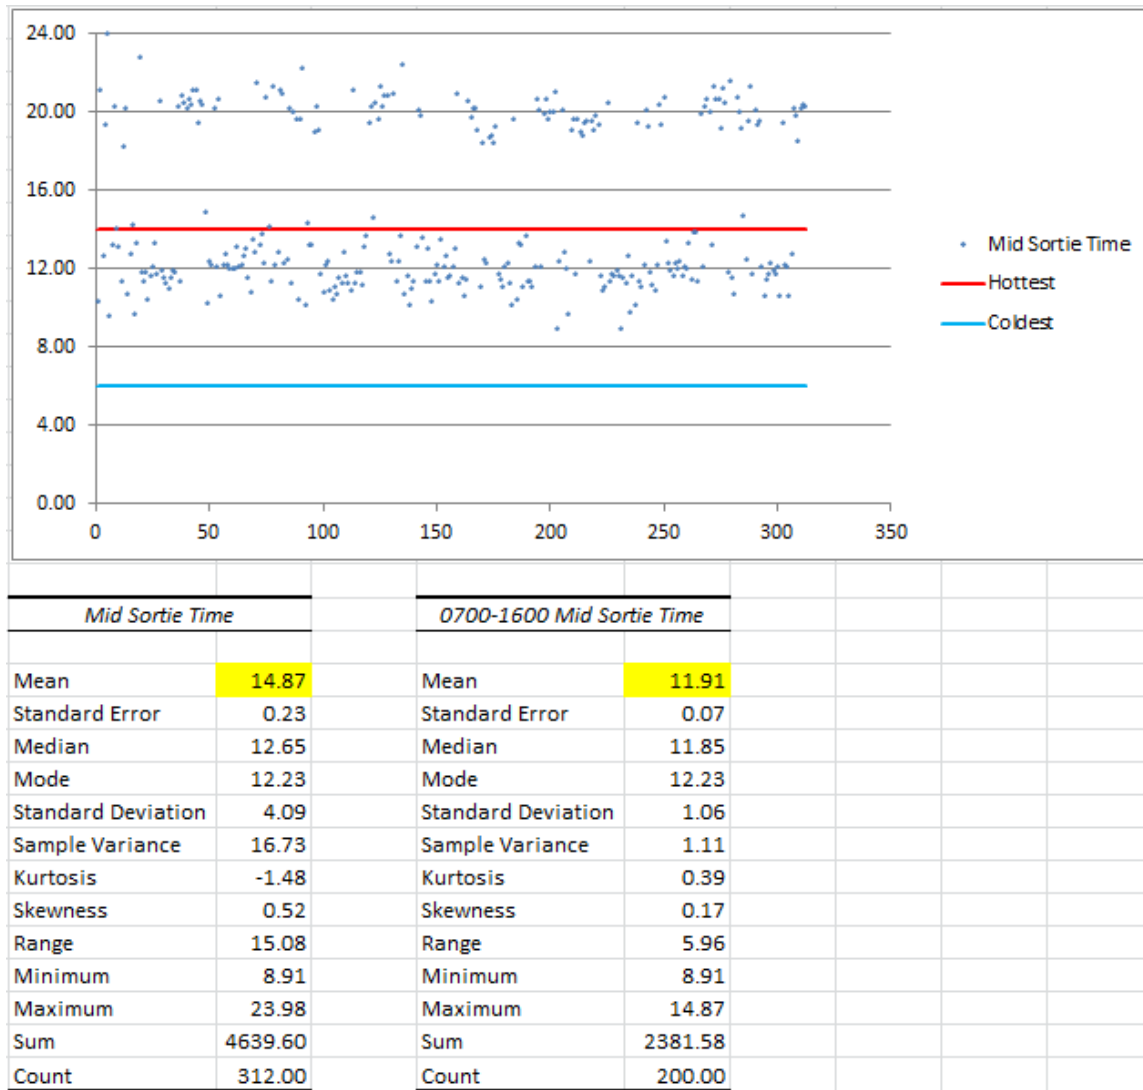 24.00
20.00
16.00
12.00
8.00
4.00
0.00
0 50 100 150 200 250 300 350
Mid Sortie Time
Hottest
Coldest
Mid Sortie Time 0700-1600 Mid Sortie Time
Mean 14.87 Mean 11.91
Standard Error 0.23 Standard Error 0.07
Median 12.65 Median 11.85
Mode 12.23 Mode 12.23
Standard Deviation 4.09 Standard Deviation 1.06
Sample Variance 16.73 Sample Variance 1.11
Kurtosis -1.48 Kurtosis 0.39
Skewness 0.52 Skewness 0.17
Range 15.08 Range 5.96
Minimum 8.91 Minimum 8.91
Maximum 23.98 Maximum 14.87
Sum 4639.60 Sum 2381.58
Count 312.00 Count 200.00